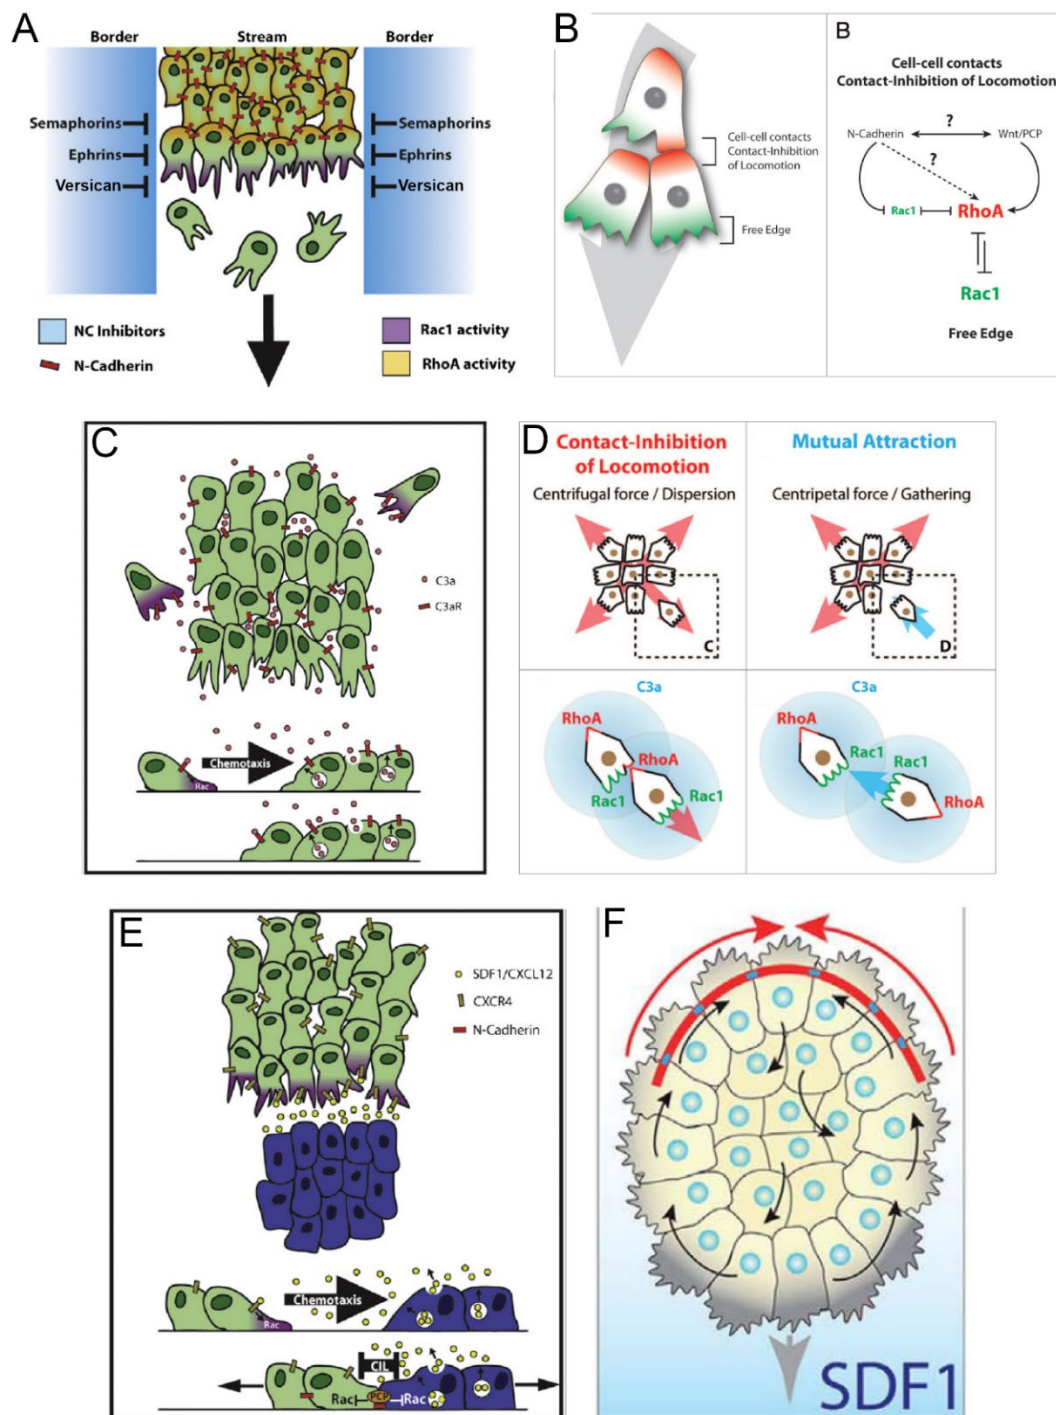 A
Border
Stream
Border
Semaphorins
Semaphorins
Ephrins
Ephrins
Versican
Versican
NC Inhibitors
Rac1 activity
N-Cadherin
RhoA activity
B
Cell-cell contacts
Contact-Inhibition
of Locomotion
Free Edge
B
Cell-cell contacts
Contact-Inhibition of Locomotion
?
N-Cadherin
Wnt/PCP
?
Rac1
RhoA
Rac1
Free Edge
C
C3a
C3aR
Chemotaxis
Rac
D
Contact-Inhibition
of Locomotion
Centrifugal force / Dispersion
C
Mutual Attraction
Centripetal force / Gathering
D
C3a
RhoA
RhoA
Rac1
Rac1
C3a
RhoA
Rac1
Rac1
RhoA
E
SDF1/CXCL12
CXCR4
N-Cadherin
Chemotaxis
Rac
CIL
Rac
PCP
Rac
F
SDF1